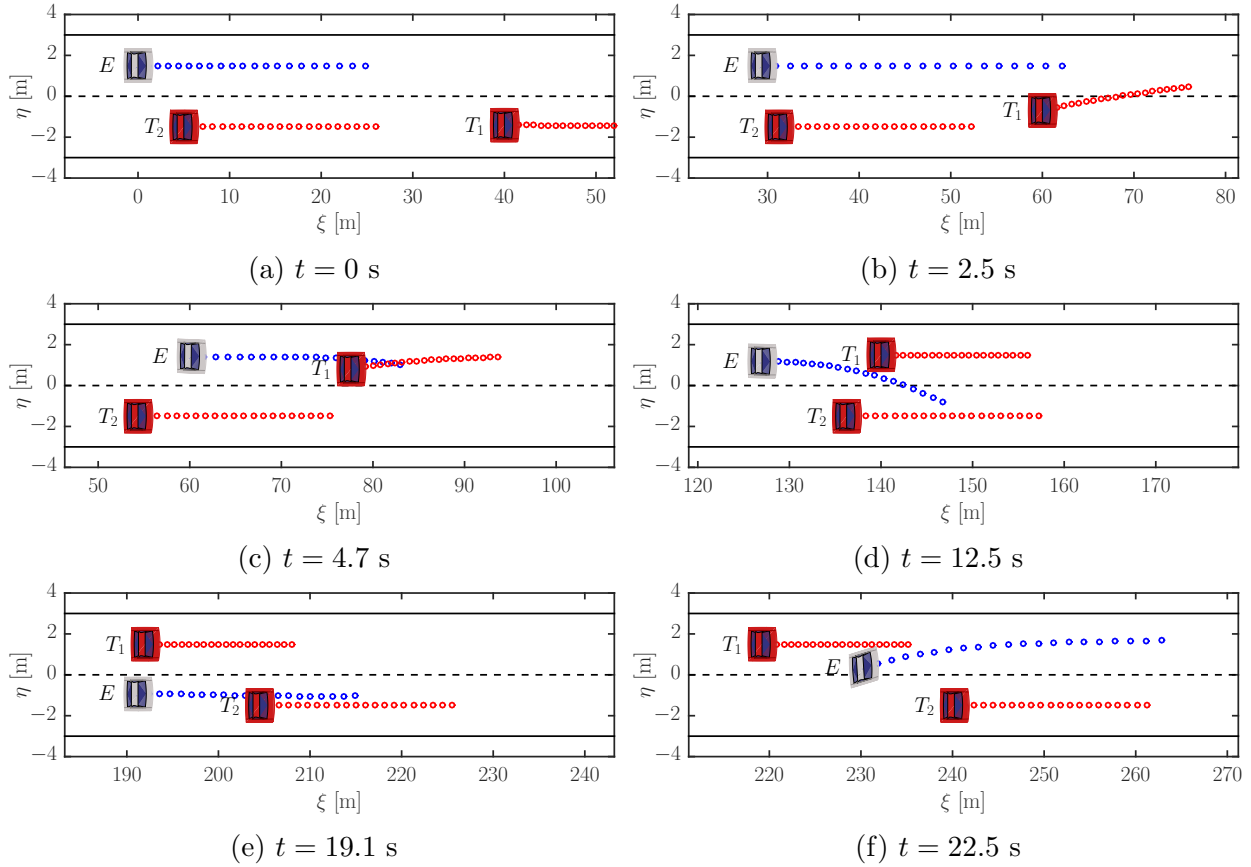 4
2
0
−2
−4
η [m]
E
T₂
T₁
0 10 20 30 40 50
ξ [m]
(a) t = 0 s
4
2
0
−2
−4
η [m]
E
T₂
T₁
30 40 50 60 70 80
ξ [m]
(b) t = 2.5 s
4
2
0
−2
−4
η [m]
E
T₁
T₂
50 60 70 80 90 100
ξ [m]
(c) t = 4.7 s
4
2
0
−2
−4
η [m]
E
T₁
T₂
120 130 140 150 160 170
ξ [m]
(d) t = 12.5 s
4
2
0
−2
−4
η [m]
T₁
E
T₂
190 200 210 220 230 240
ξ [m]
(e) t = 19.1 s
4
2
0
−2
−4
η [m]
T₁
E
T₂
220 230 240 250 260 270
ξ [m]
(f) t = 22.5 s